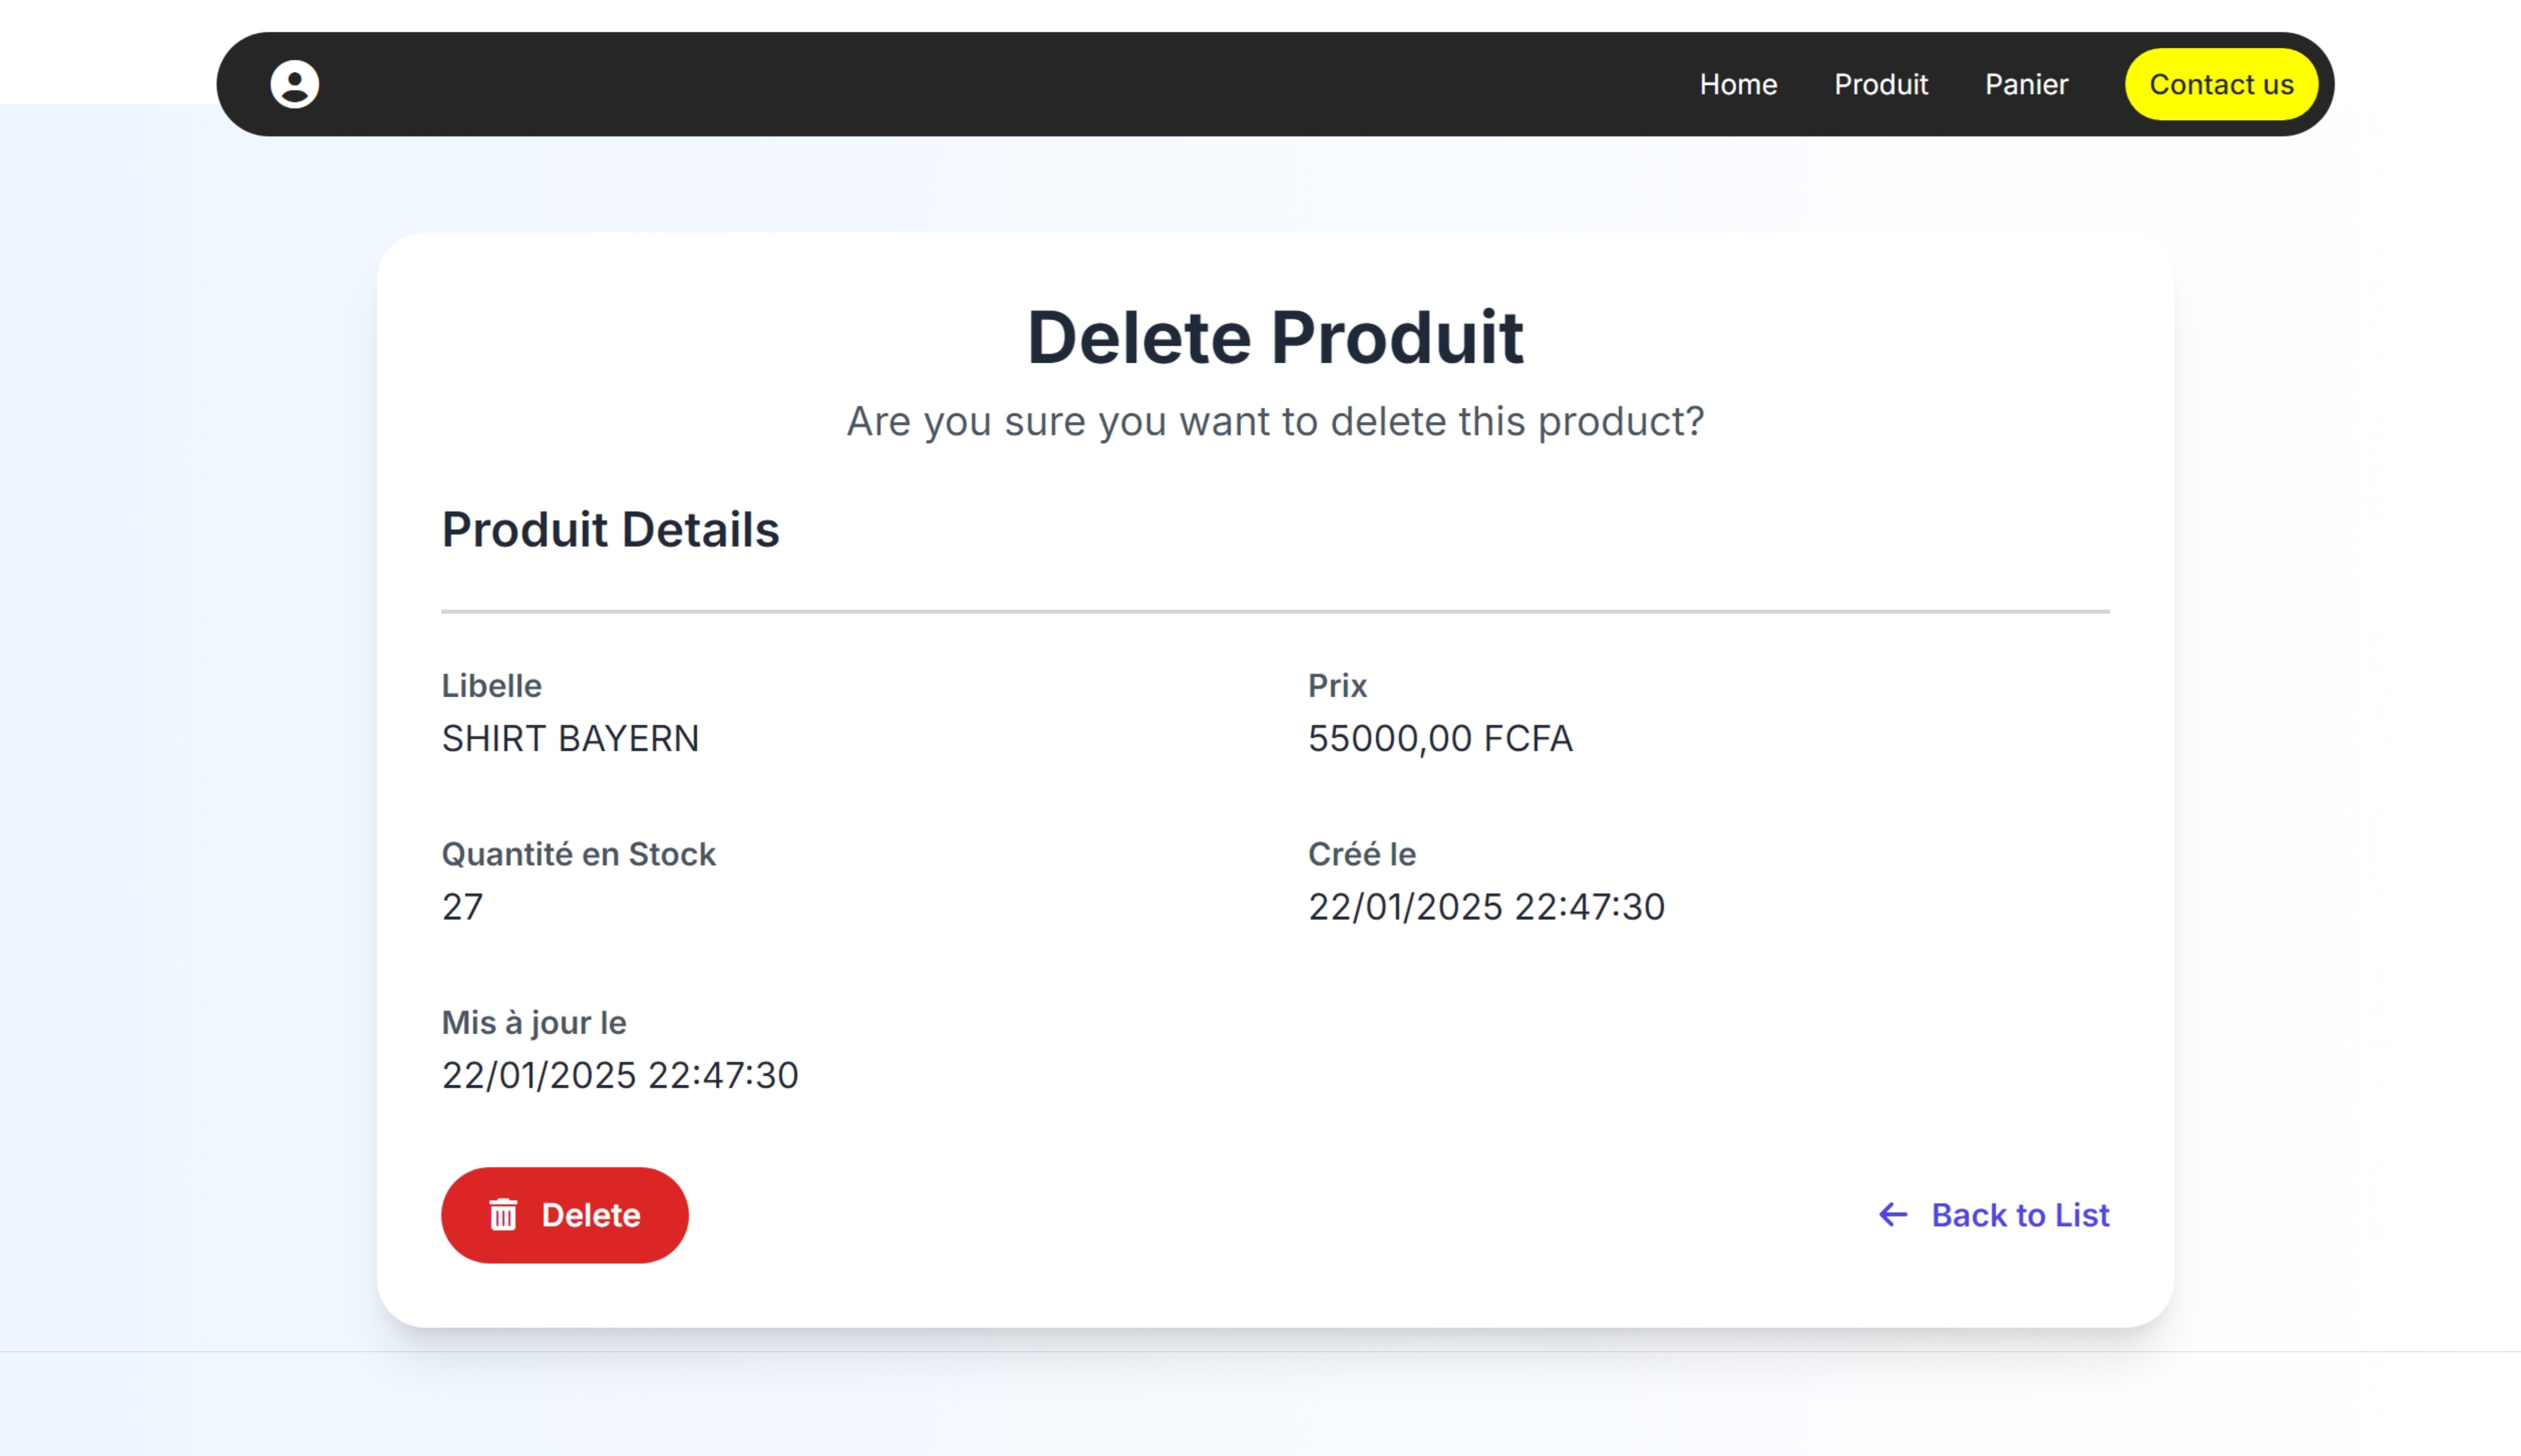 Home Produit Panier Contact us
Delete Produit
Are you sure you want to delete this product?
Produit Details
Libelle
SHIRT BAYERN
Prix
55000,00 FCFA
Quantité en Stock
27
Créé le
22/01/2025 22:47:30
Mis à jour le
22/01/2025 22:47:30
Delete
Back to List